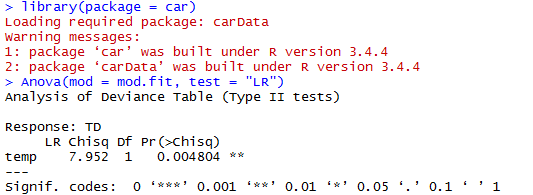 > library(package = car)
Loading required package: carData
Warning messages:
1: package ‘car’ was built under R version 3.4.4
2: package ‘carData’ was built under R version 3.4.4
> Anova(mod = mod.fit, test = "LR")
Analysis of Deviance Table (Type II tests)
Response: TD
LR Chisq Df Pr(>Chisq)
temp 7.952 1 0.004804 **
---
Signif. codes: 0 ‘***’ 0.001 ‘**’ 0.01 ‘*’ 0.05 ‘.’ 0.1 ‘ ’ 1